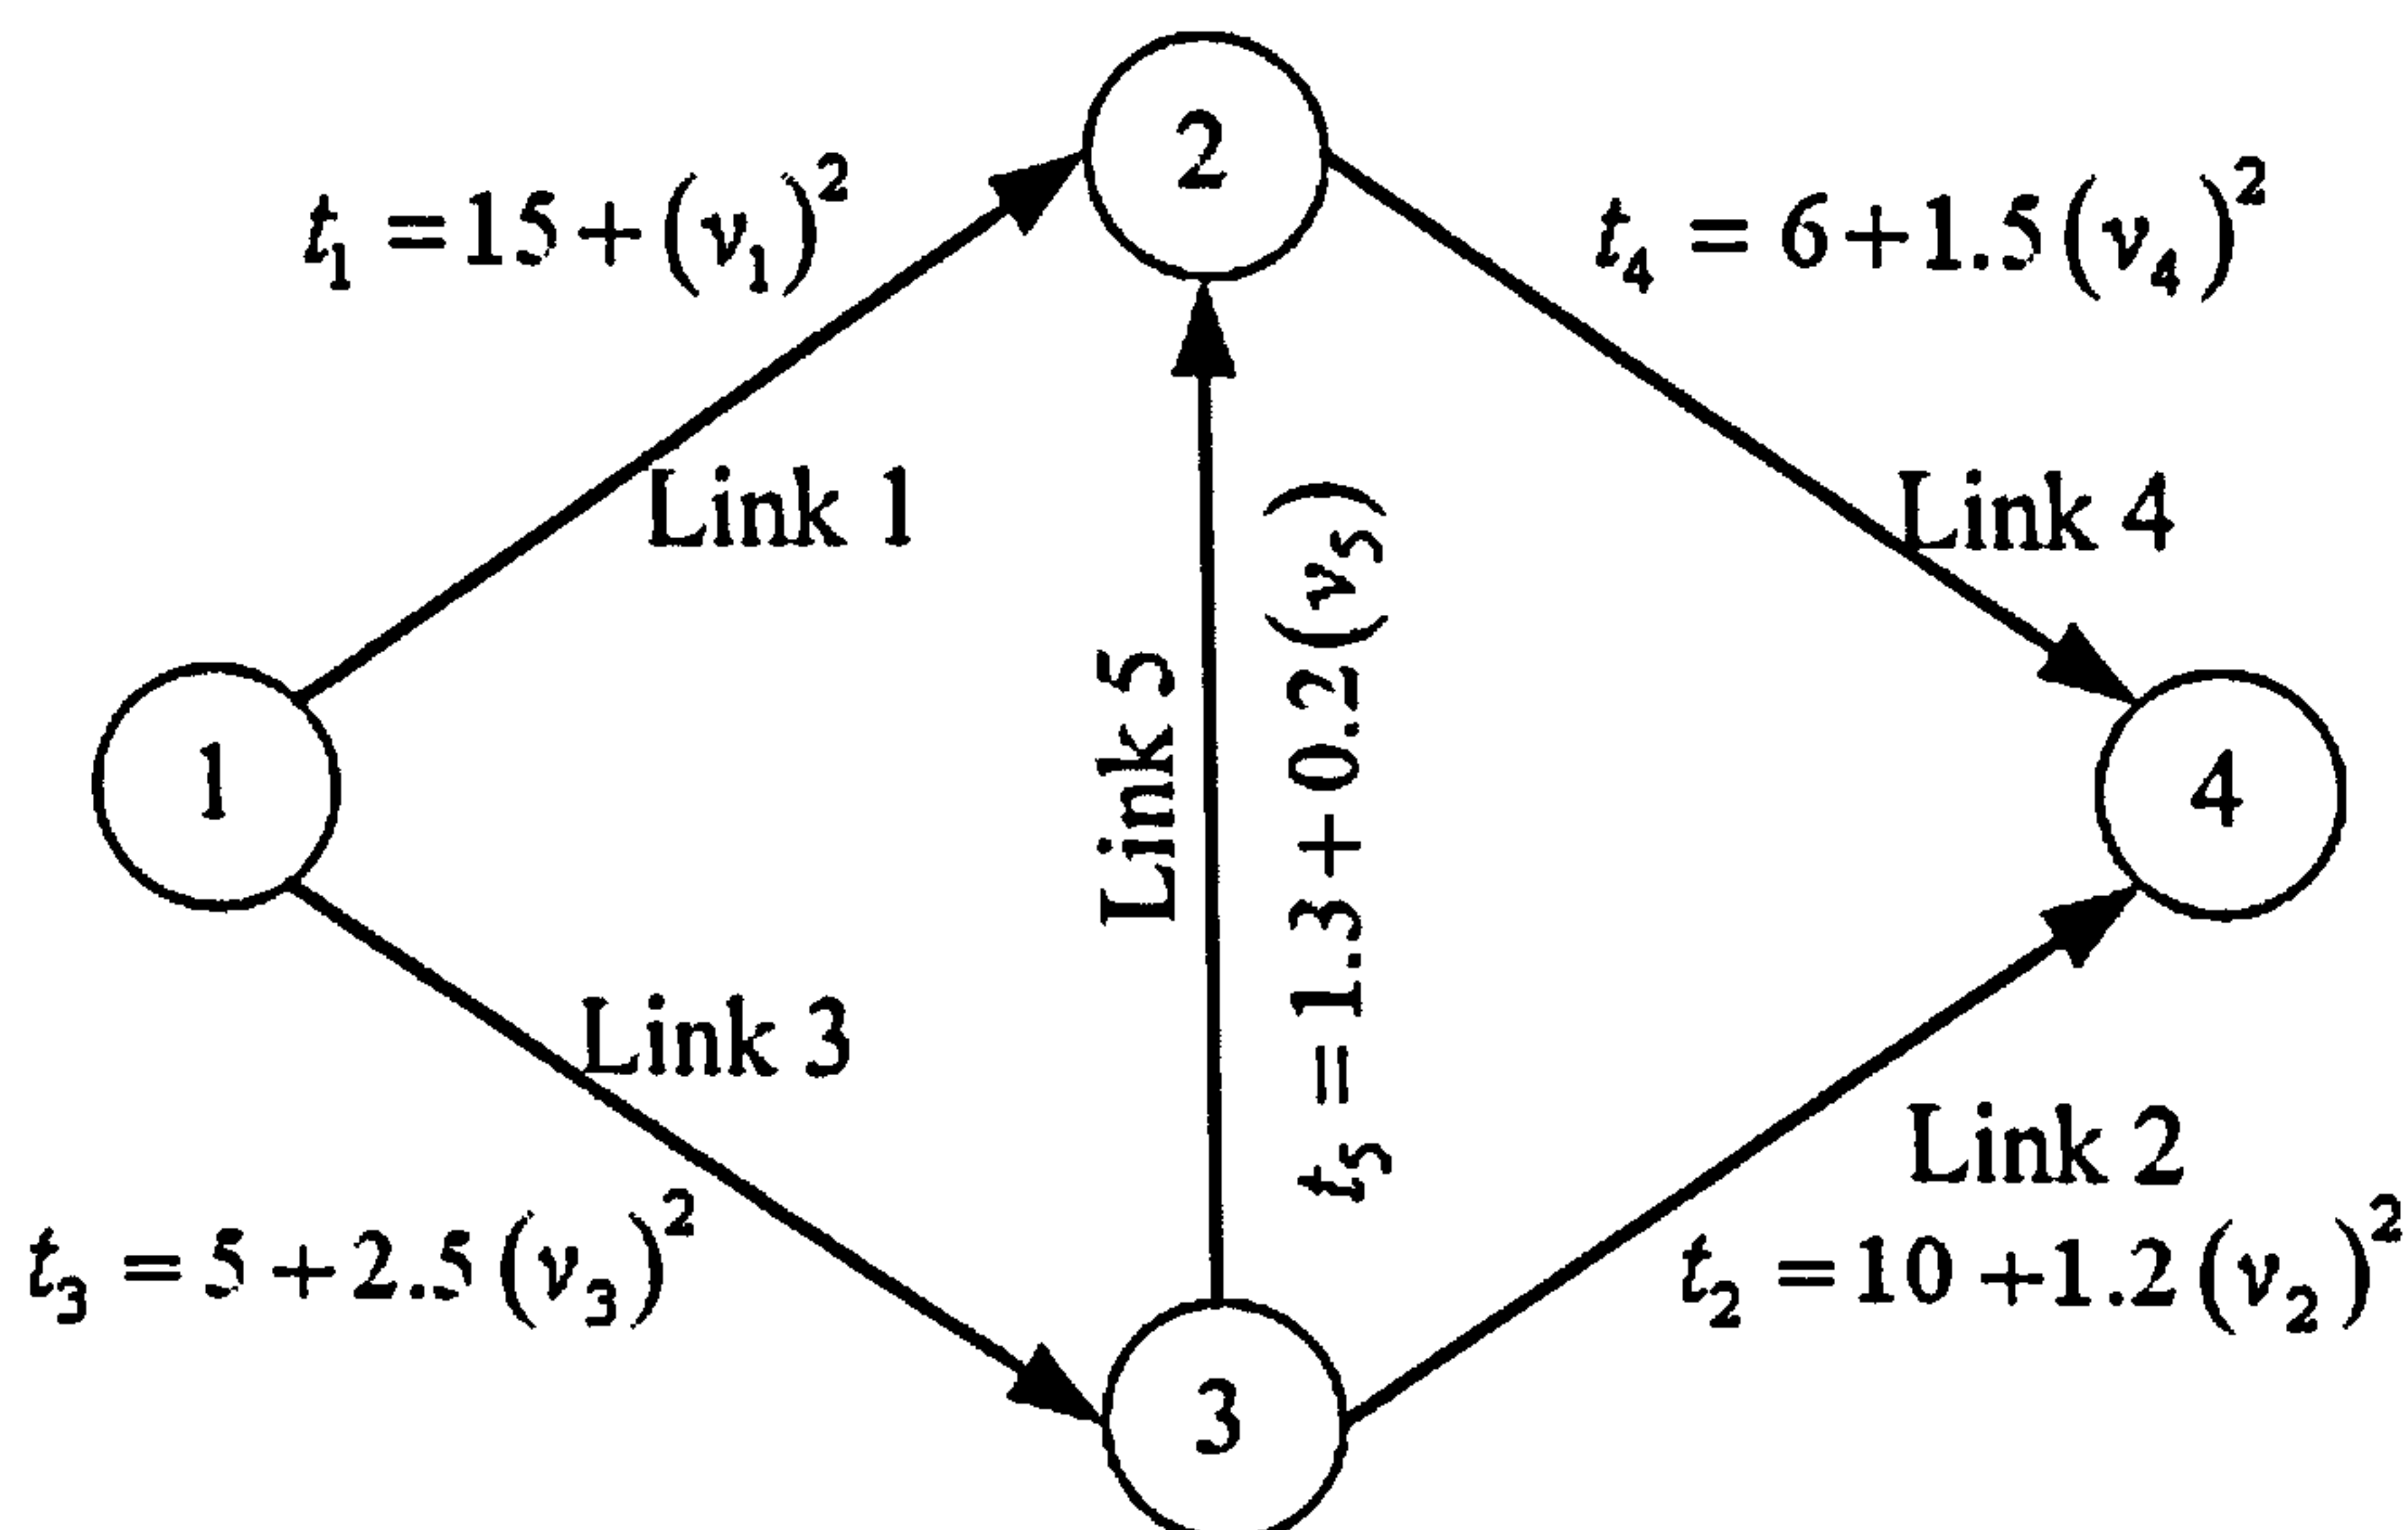 2
t₁ = 15 + (v₁)²
t₄ = 6 + 1.5 (v₄)²
Link 1
Link 4
Link 5
t₅ = 1.3 + 0.2 (v₅)
1
4
Link 3
Link 2
t₃ = 5 + 2.5 (v₃)²
t₂ = 10 + 1.2 (v₂)²
3